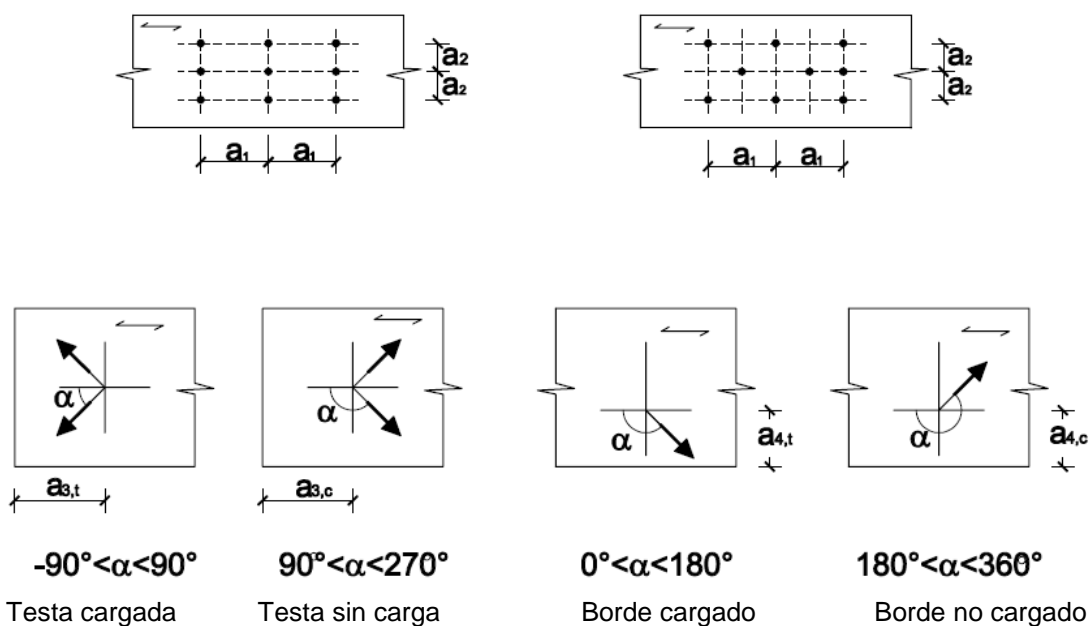 a₂
a₂
a₁ a₁
a₂
a₂
a₁ a₁
α
a₃,t
α
a₃,c
α
a₄,t
α
a₄,c
-90°<α<90° 90°<α<270° 0°<α<180° 180°<α<360°
Testa cargada Testa sin carga Borde cargado Borde no cargado